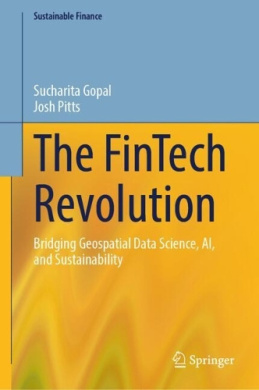 Sustainable Finance
Sucharita Gopal
Josh Pitts
The FinTech
Revolution
Bridging Geospatial Data Science, AI,
and Sustainability
Springer